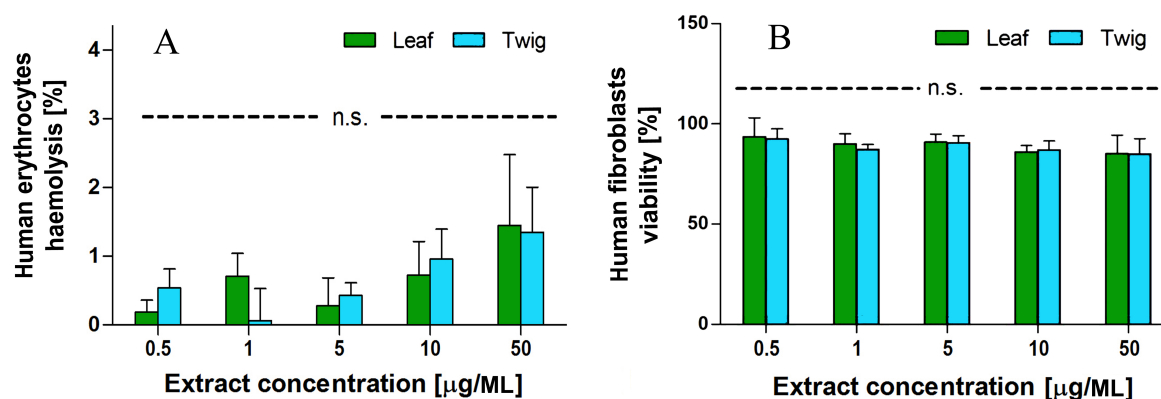 A
Leaf Twig
Human erythrocytes
haemolysis [%]
4
3
2
1
0
n.s.
0.5 1 5 10 50
Extract concentration [μg/ML]
B
Leaf Twig
Human fibroblasts
viability [%]
150
100
50
0
n.s.
0.5 1 5 10 50
Extract concentration [μg/ML]